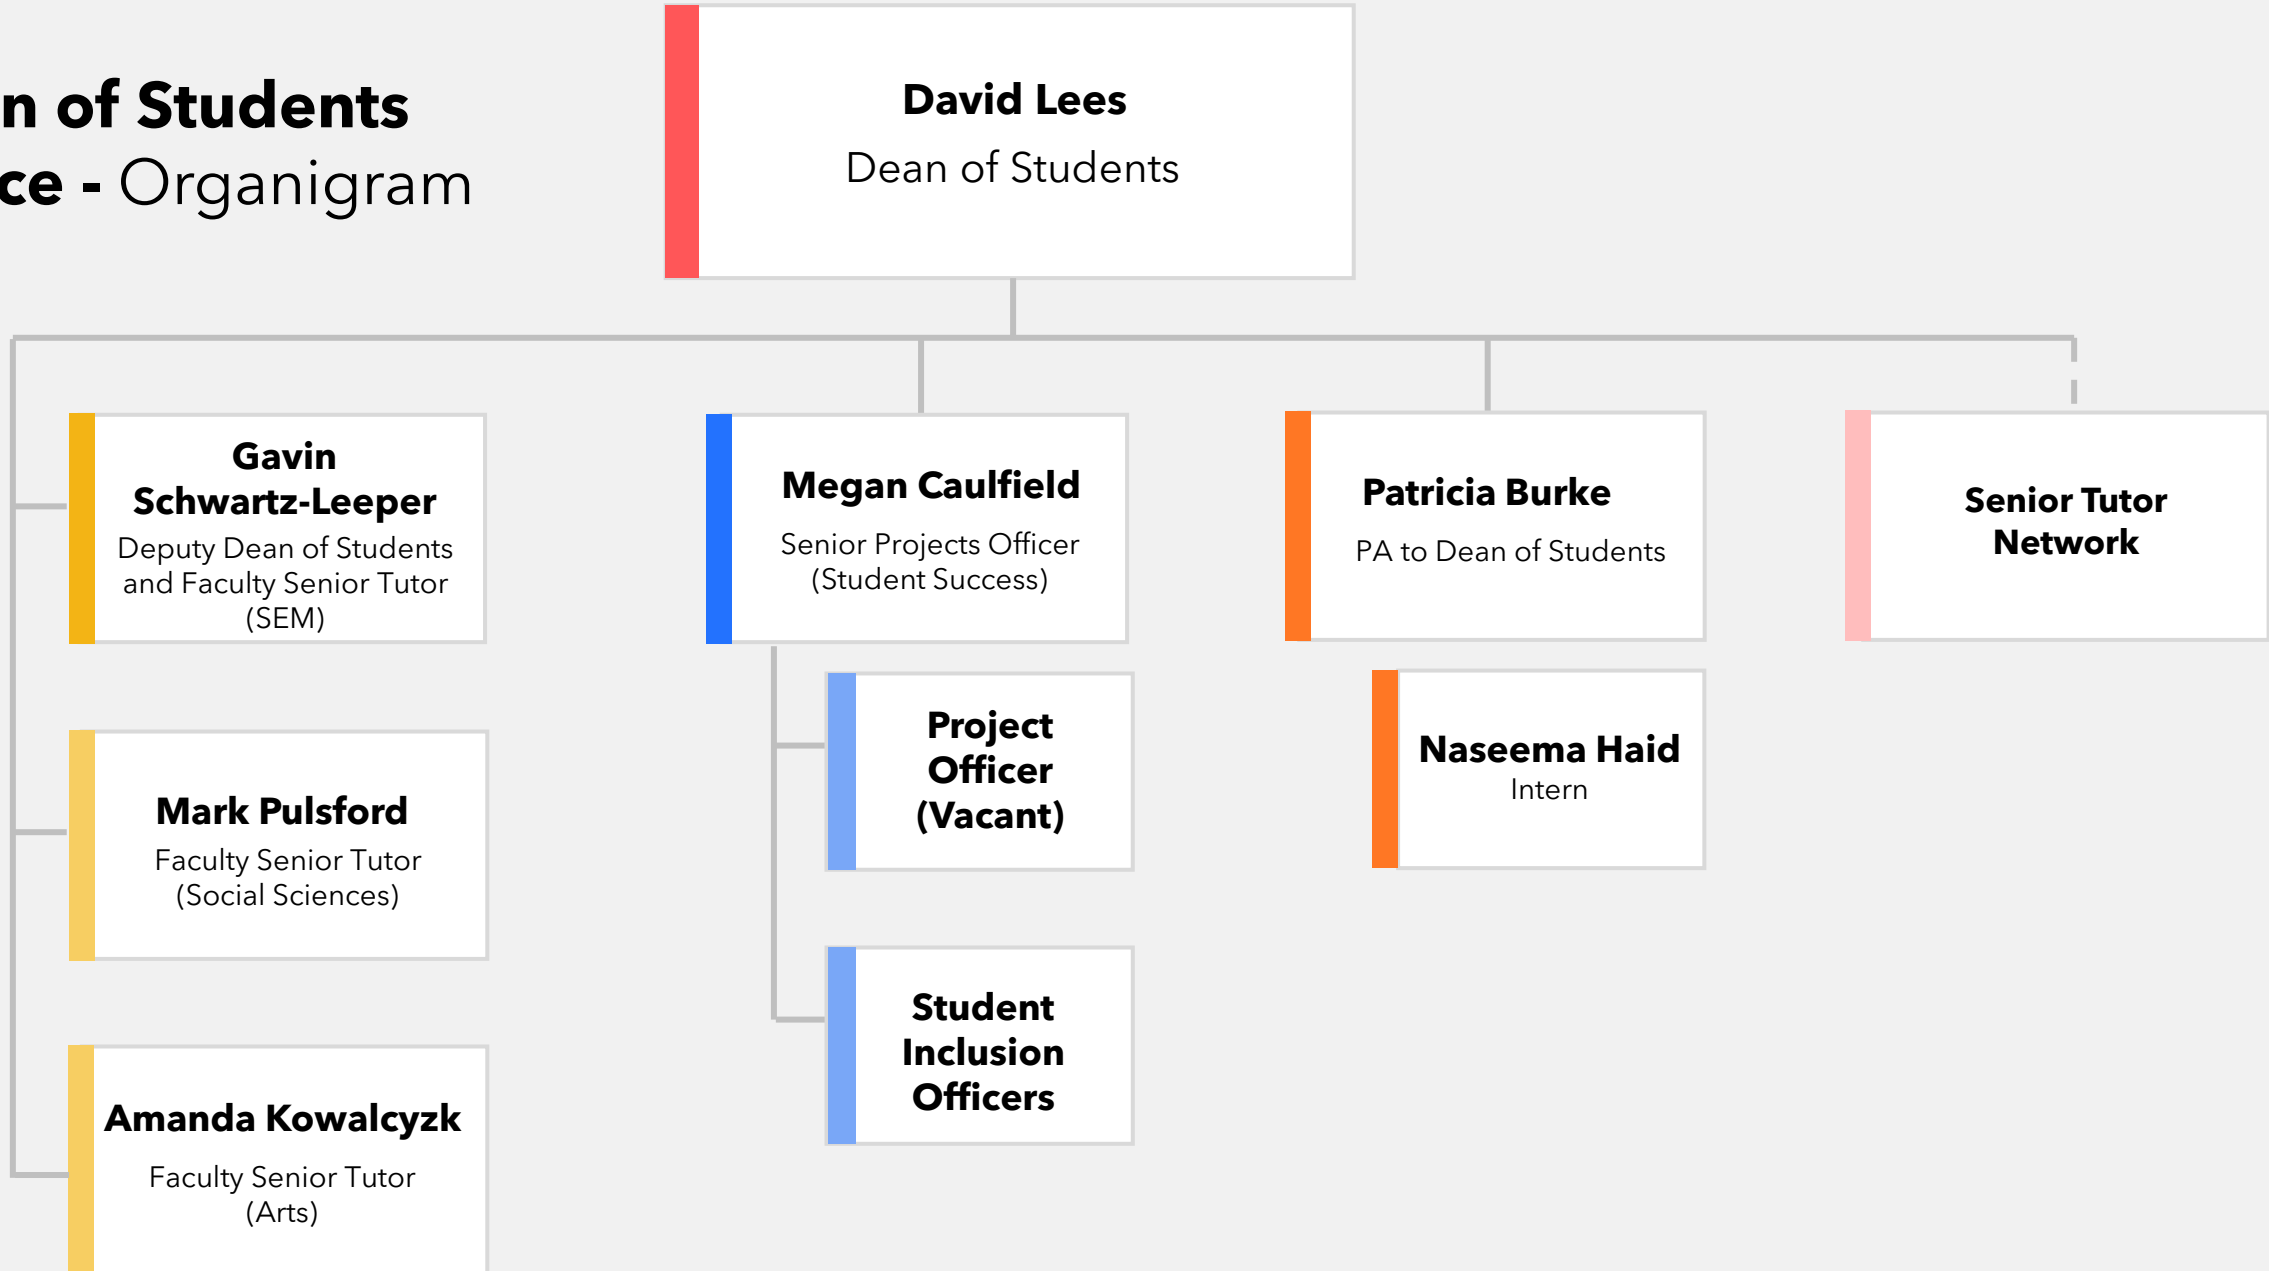 n of Students
ce - Organigram
David Lees
Dean of Students
Gavin
Schwartz-Leeper
Deputy Dean of Students
and Faculty Senior Tutor
(SEM)
Mark Pulsford
Faculty Senior Tutor
(Social Sciences)
Amanda Kowalcyzk
Faculty Senior Tutor
(Arts)
Megan Caulfield
Senior Projects Officer
(Student Success)
Project
Officer
(Vacant)
Student
Inclusion
Officers
Patricia Burke
PA to Dean of Students
Naseema Haid
Intern
Senior Tutor
Network